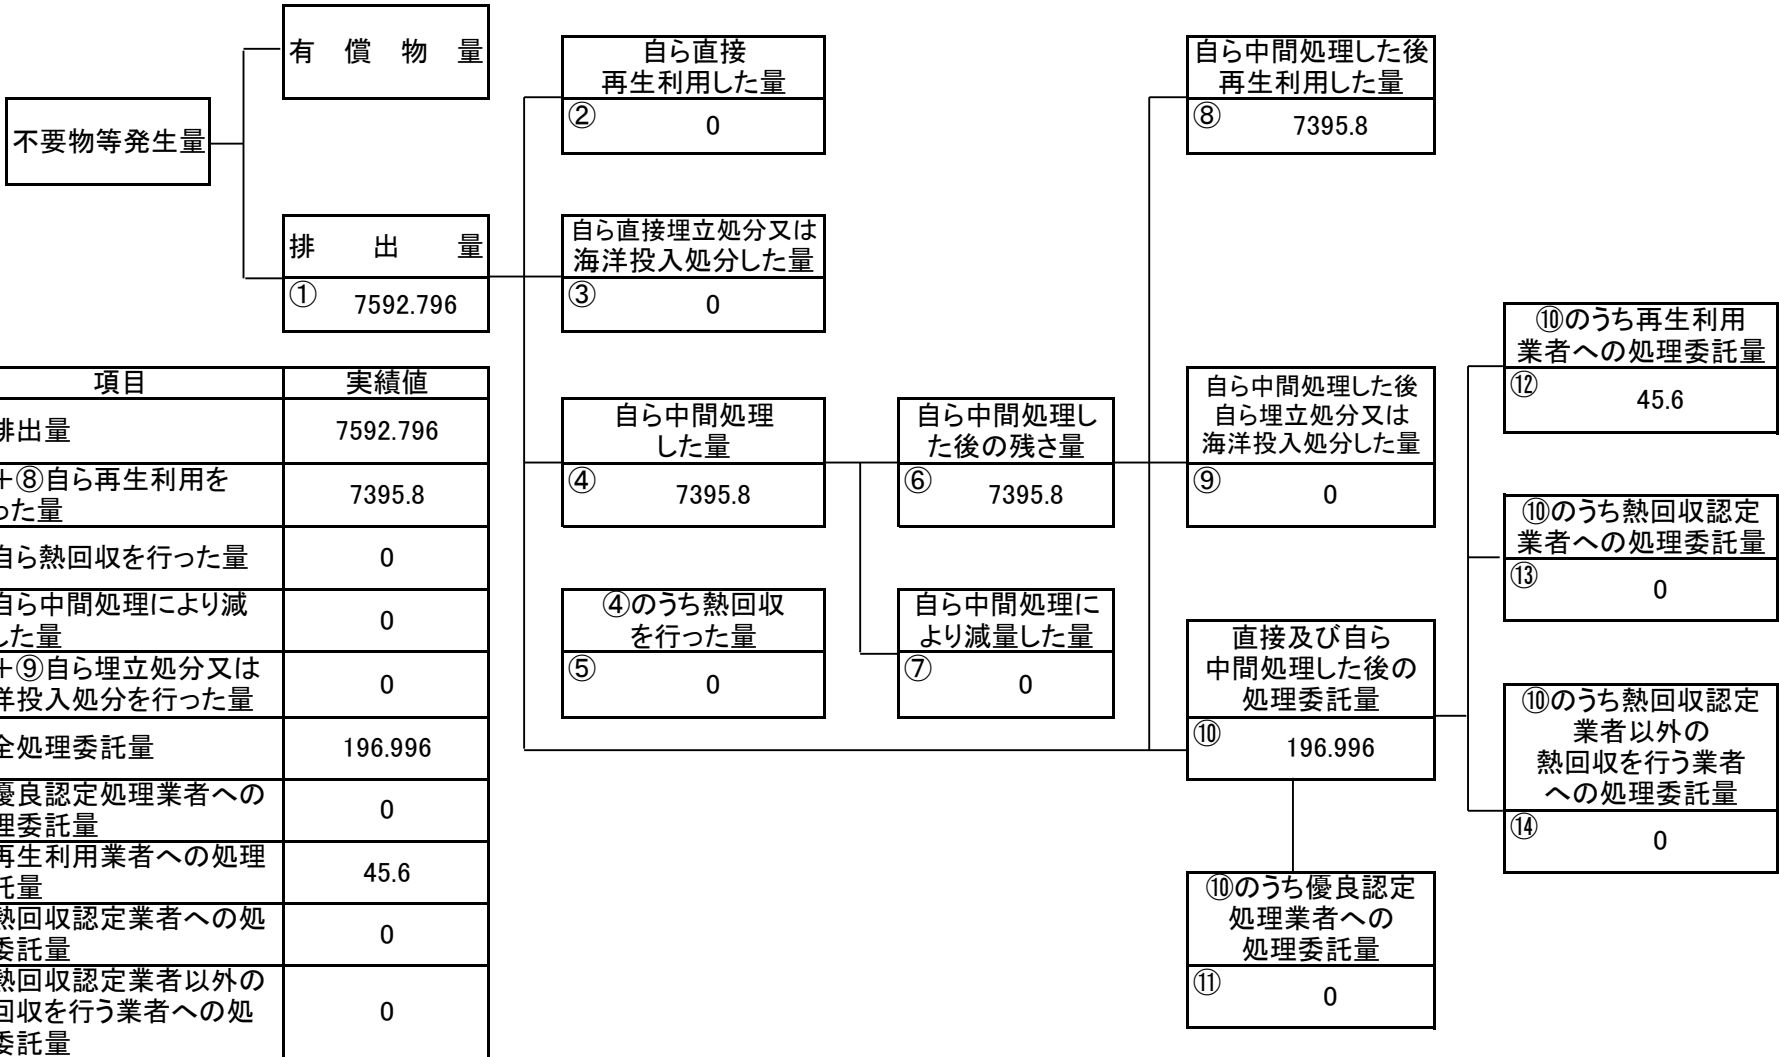 有償物量
不要物等発生量
排出量
①
7592.796
自ら直接
再生利用した量
②
0
自ら直接埋立処分又は
海洋投入処分した量
③
0
自ら中間処理
した量
④
7395.8
④のうち熱回収
を行った量
⑤
0
自ら中間処理し
た後の残さ量
⑥
7395.8
自ら中間処理に
より減量した量
⑦
0
自ら中間処理した後
再生利用した量
⑧
7395.8
自ら中間処理した後
自ら埋立処分又は
海洋投入処分した量
⑨
0
直接及び自ら
中間処理した後の
処理委託量
⑩
196.996
⑩のうち優良認定
処理業者への
処理委託量
⑪
0
⑩のうち再生利用
業者への処理委託量
⑫
45.6
⑩のうち熱回収認定
業者への処理委託量
⑬
0
⑩のうち熱回収認定
業者以外の
熱回収を行う業者
への処理委託量
⑭
0
項目
実績値
排出量
7592.796
+⑧自ら再生利用を
った量
7395.8
自ら熱回収を行った量
0
自ら中間処理により減
した量
0
+⑨自ら埋立処分又は
洋投入処分を行った量
0
全処理委託量
196.996
優良認定処理業者への
理委託量
0
再生利用業者への処理
託量
45.6
熱回収認定業者への処
委託量
0
熱回収認定業者以外の
回収を行う業者への処
委託量
0